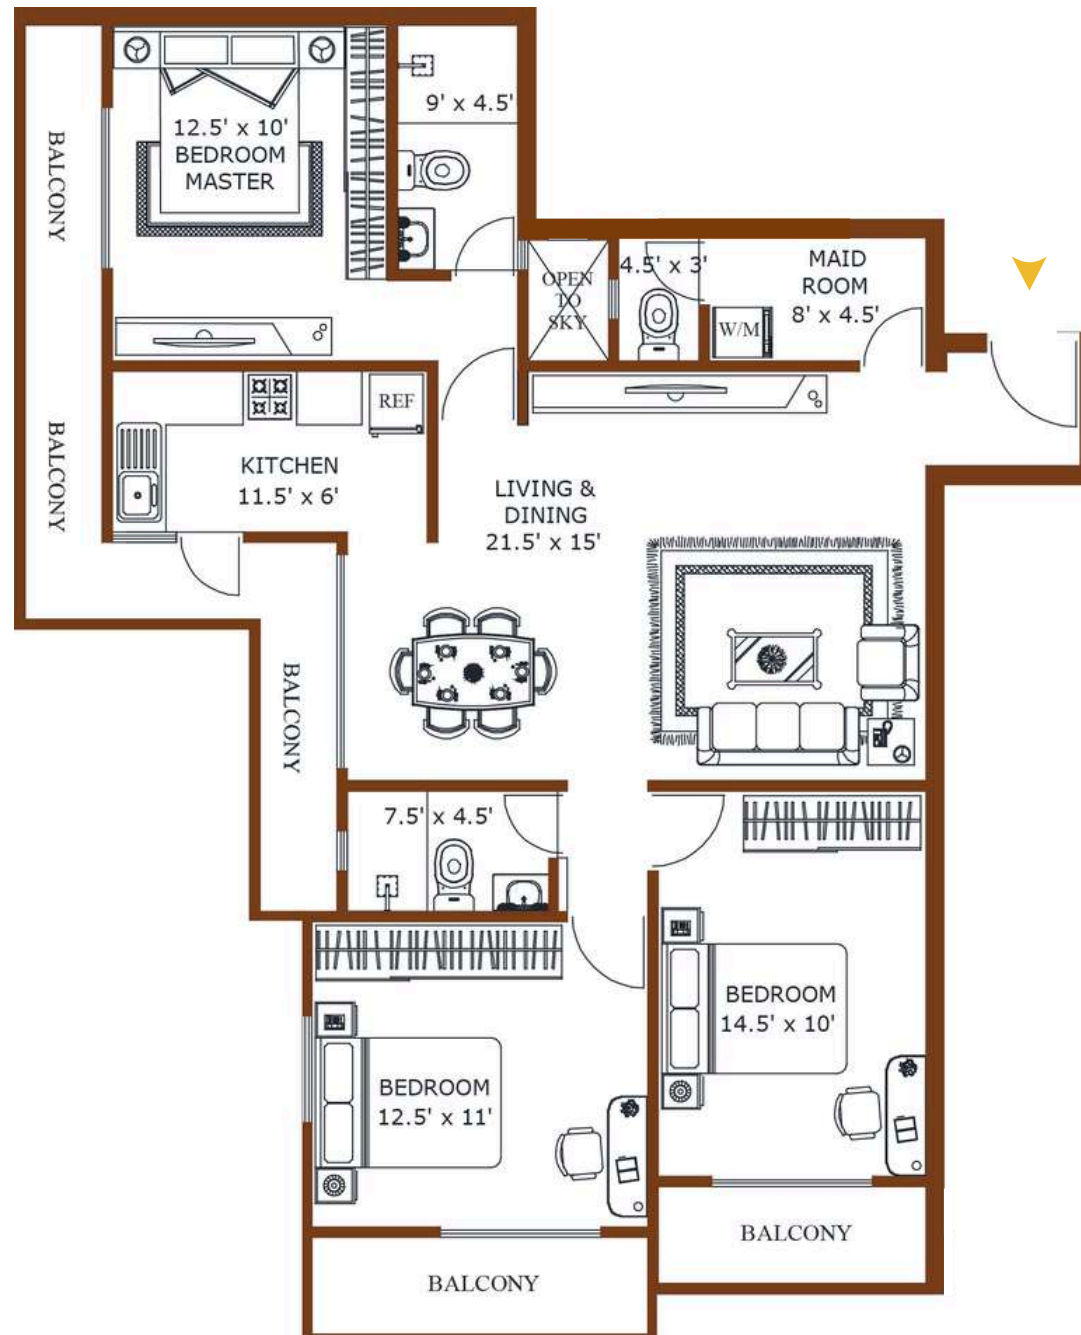 BALCONY
12.5' x 10'
BEDROOM
MASTER
9' x 4.5'
OPEN
TO
SKY
4.5' x 3'
W/M
MAID
ROOM
8' x 4.5'
BALCONY
REF
KITCHEN
11.5' x 6'
LIVING &
DINING
21.5' x 15'
BALCONY
7.5' x 4.5'
BEDROOM
14.5' x 10'
BEDROOM
12.5' x 11'
BALCONY
BALCONY